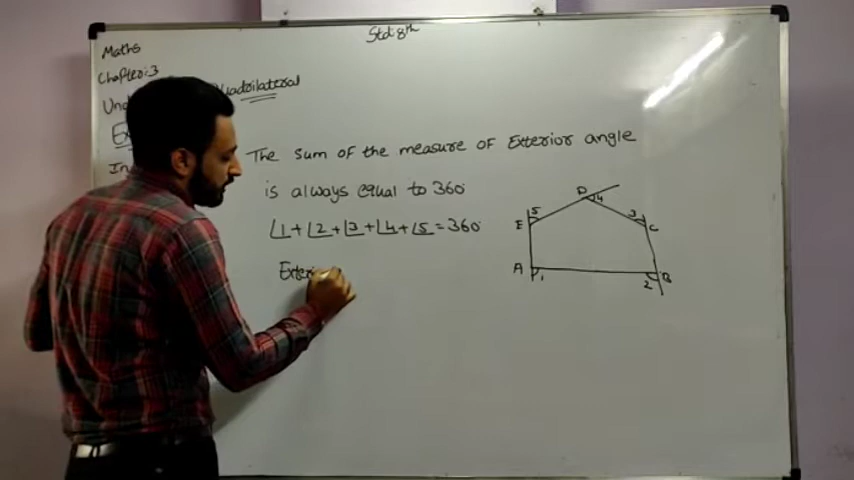 Std:8th
Maths
Chapter:3
Quadrilateral
The sum of the measure of Exterior angle
is always equal to 360°
∠1+∠2+∠3+∠4+∠5=360°
D
4
5
3
E
C
A
1
B
2